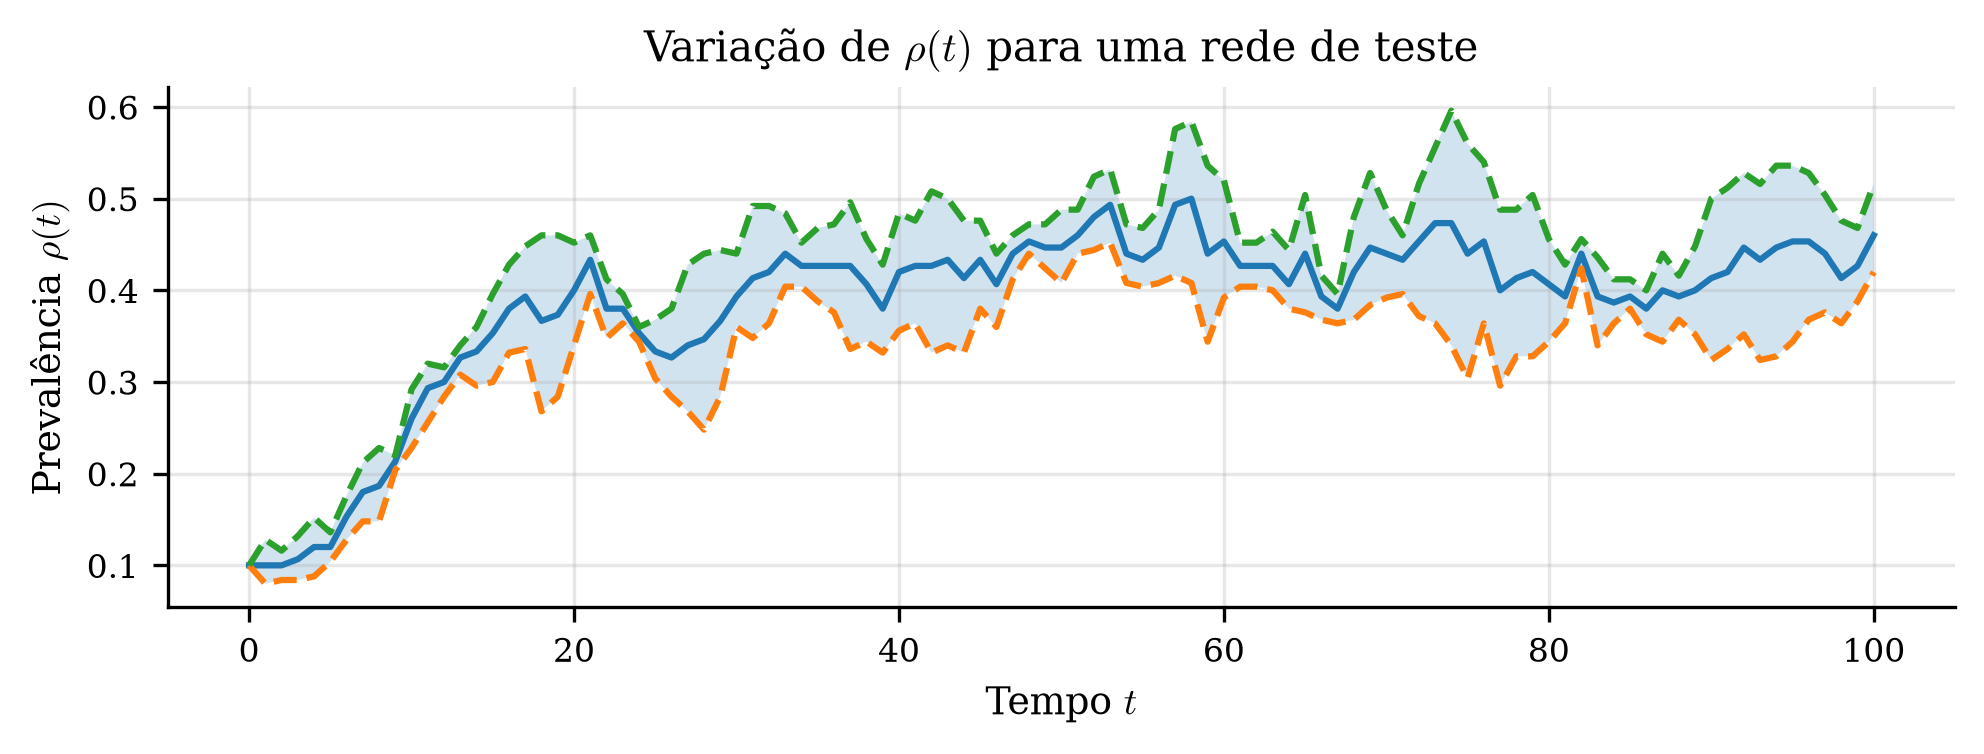 Variação de ρ(t) para uma rede de teste
Prevalência ρ(t)
0.6
0.5
0.4
0.3
0.2
0.1
0 20 40 60 80 100
Tempo t